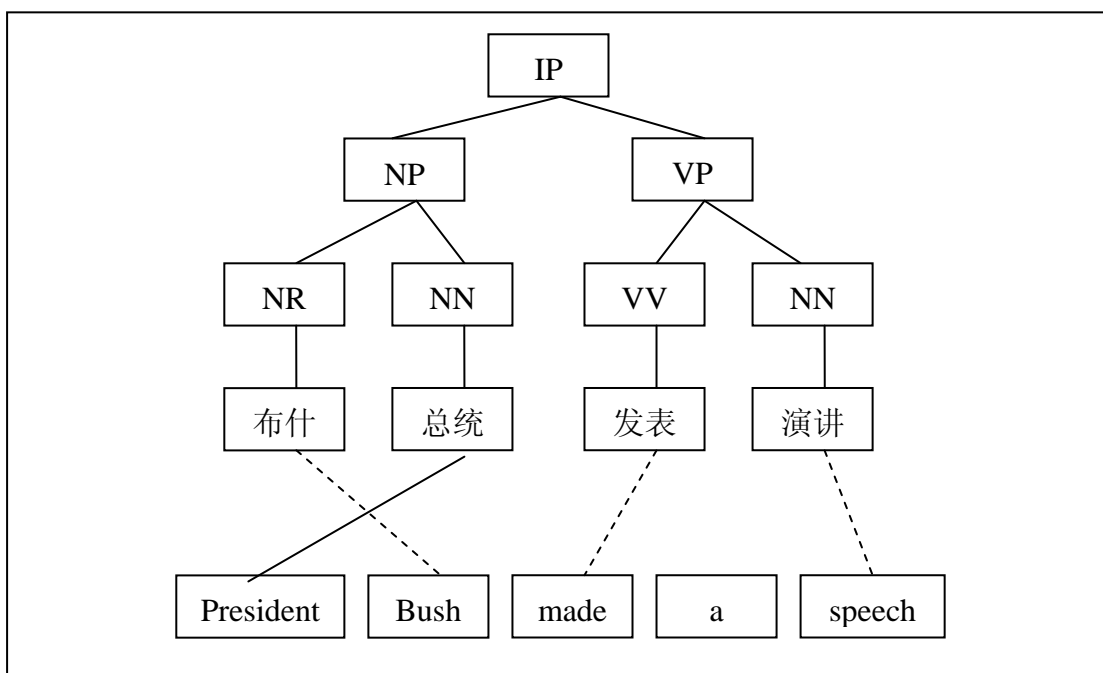 IP
NP VP
NR NN VV NN
布什 总统 发表 演讲
President Bush made a speech